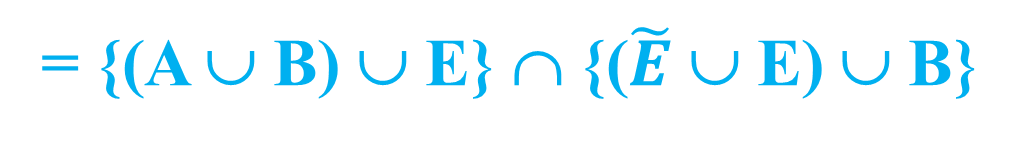 = {(A ∪ B) ∪ E} ∩ {(Ẽ ∪ E) ∪ B}